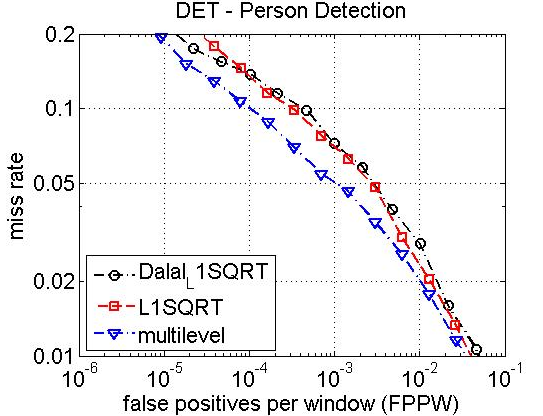 DET - Person Detection
0.2
0.1
0.05
0.02
0.01
miss rate
DalalL1SQRT
L1SQRT
multilevel
10^-6 10^-5 10^-4 10^-3 10^-2 10^-1
false positives per window (FPPW)